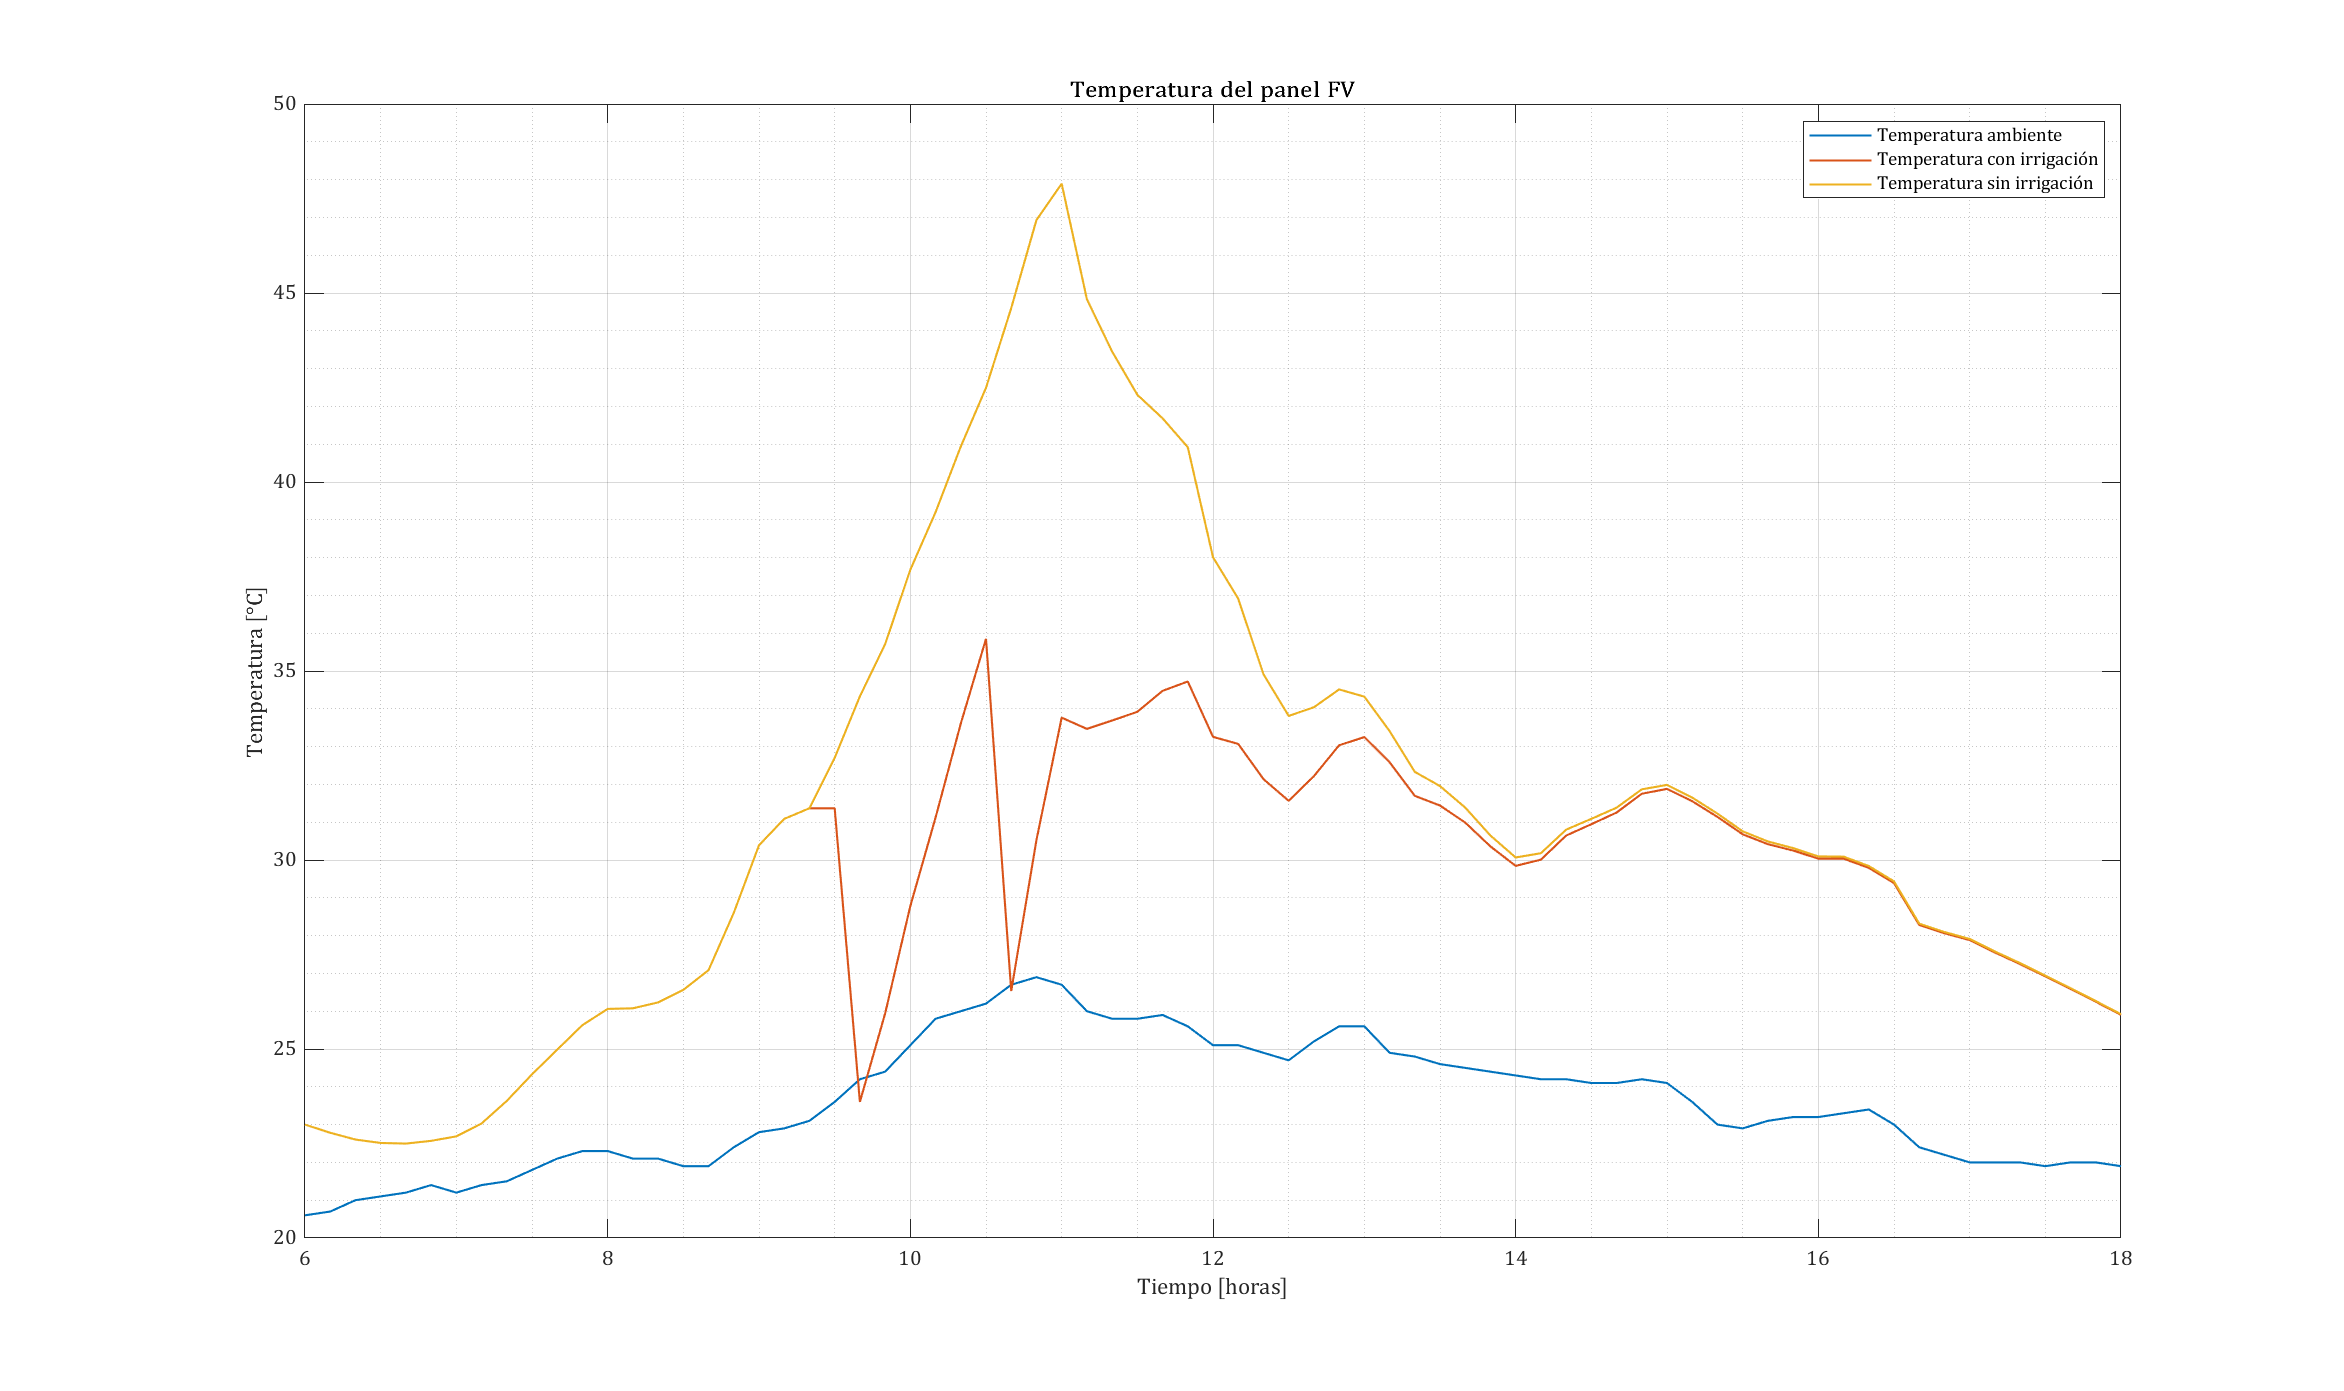 Temperatura del panel FV
50
45
40
35
30
25
20
Temperatura [°C]
Temperatura ambiente
Temperatura con irrigación
Temperatura sin irrigación
6 8 10 12 14 16 18
Tiempo [horas]